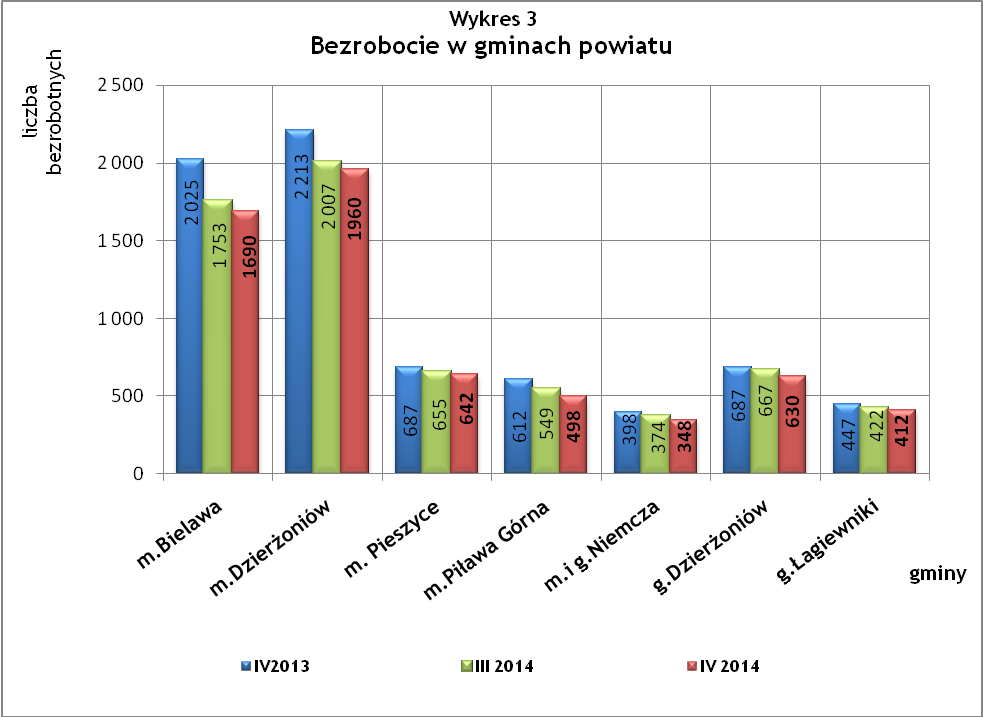 Wykres 3
Bezrobocie w gminach powiatu
liczba
bezrobotnych
2 500
2 000
1 500
1 000
500
0
2 025
1 753
1690
2 213
2 007
1960
687
655
642
612
549
498
398
374
348
687
667
630
447
422
412
m.Bielawa
m.Dzierżoniów
m. Pieszyce
m.Piława Górna
m.i g.Niemcza
g.Dzierżoniów
g.Łagiewniki
gminy
IV2013
III 2014
IV 2014